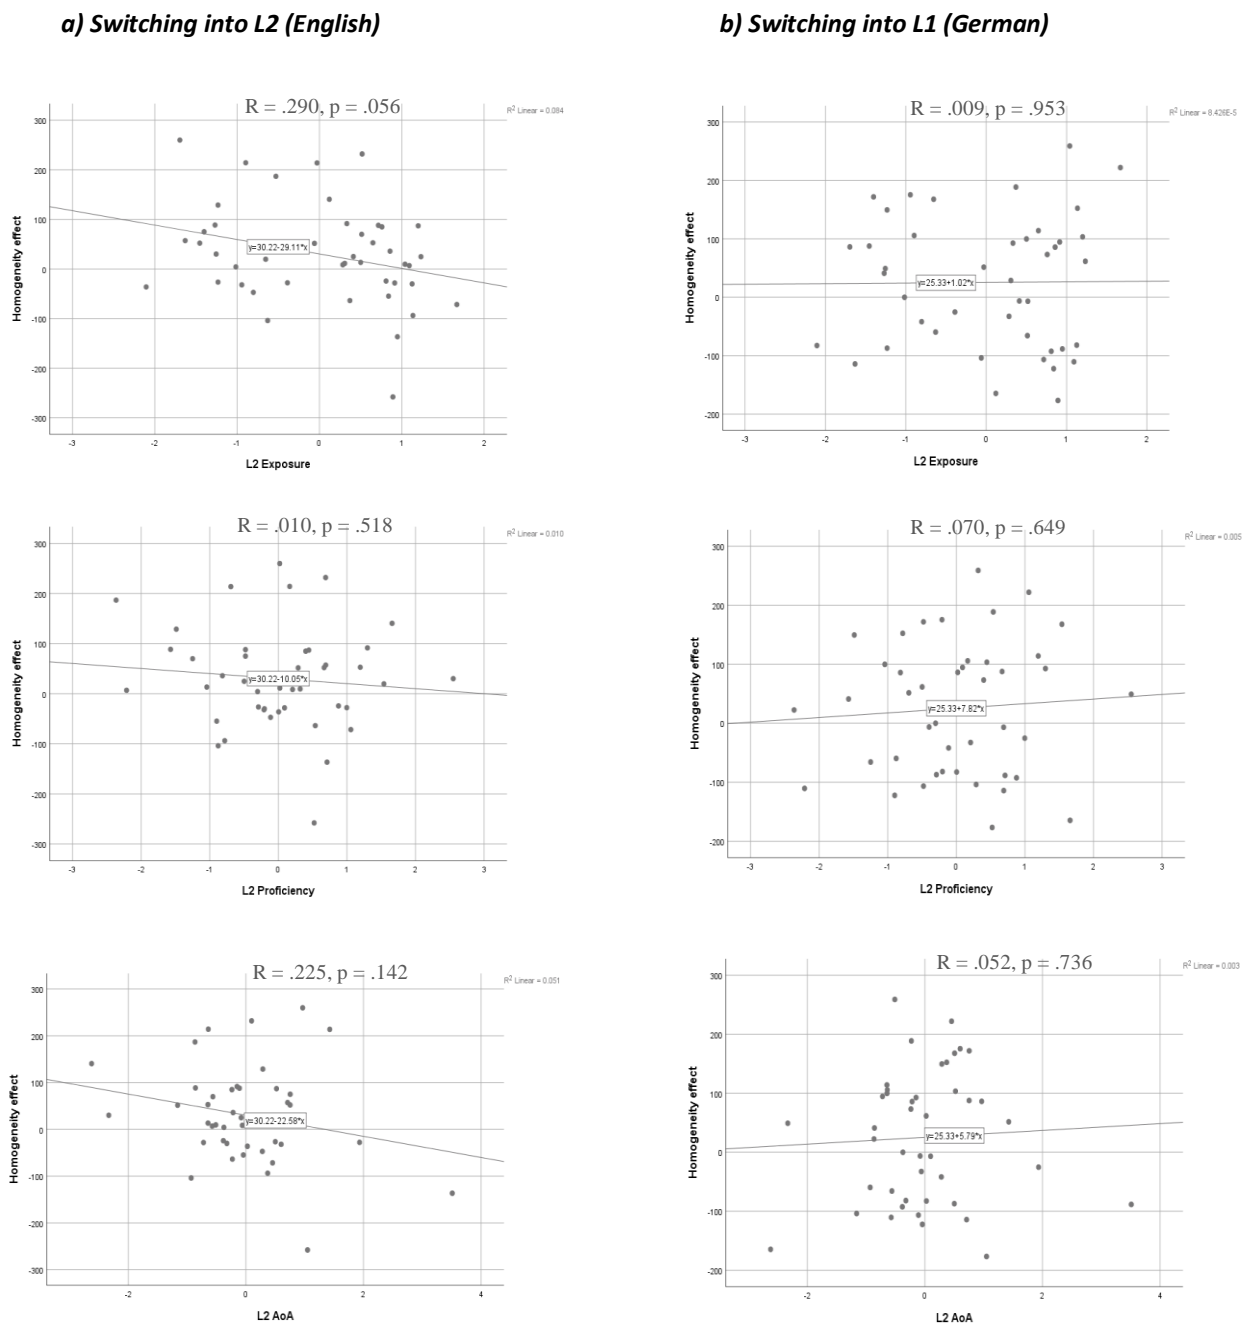 a) Switching into L2 (English)
b) Switching into L1 (German)
R = .290, p = .056
R² Linear = 0.084
300
200
100
0
-100
-200
-300
Homogeneity effect
y=30.22-29.11*x
-3
-2
-1
0
1
2
L2 Exposure
R = .009, p = .953
R² Linear = 8.426E-5
300
200
100
0
-100
-200
Homogeneity effect
y=25.33+1.02*x
-3
-2
-1
0
1
2
L2 Exposure
R = .010, p = .518
R² Linear = 0.010
300
200
100
0
-100
-200
-300
Homogeneity effect
y=30.22-10.05*x
-3
-2
-1
0
1
2
3
L2 Proficiency
R = .070, p = .649
R² Linear = 0.005
300
200
100
0
-100
-200
Homogeneity effect
y=25.33+7.82*x
-3
-2
-1
0
1
2
3
L2 Proficiency
R = .225, p = .142
R² Linear = 0.051
300
200
100
0
-100
-200
-300
Homogeneity effect
y=30.22-22.58*x
-2
0
2
4
L2 AoA
R = .052, p = .736
R² Linear = 0.003
300
200
100
0
-100
-200
Homogeneity effect
y=25.33+5.79*x
-2
0
2
4
L2 AoA